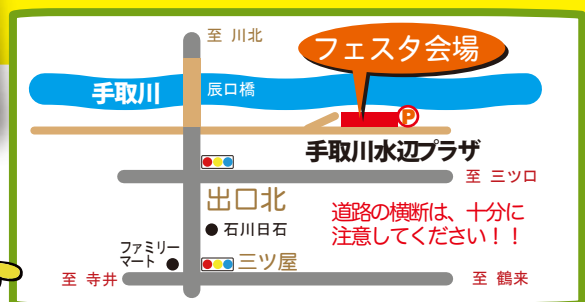 至 川北
フェスタ会場
手取川
辰口橋
P
手取川水辺プラザ
至 三ツ口
出口北
道路の横断は、十分に
注意してください！！
石川日石
ファミリー
マート
三ツ屋
至 寺井
至 鶴来